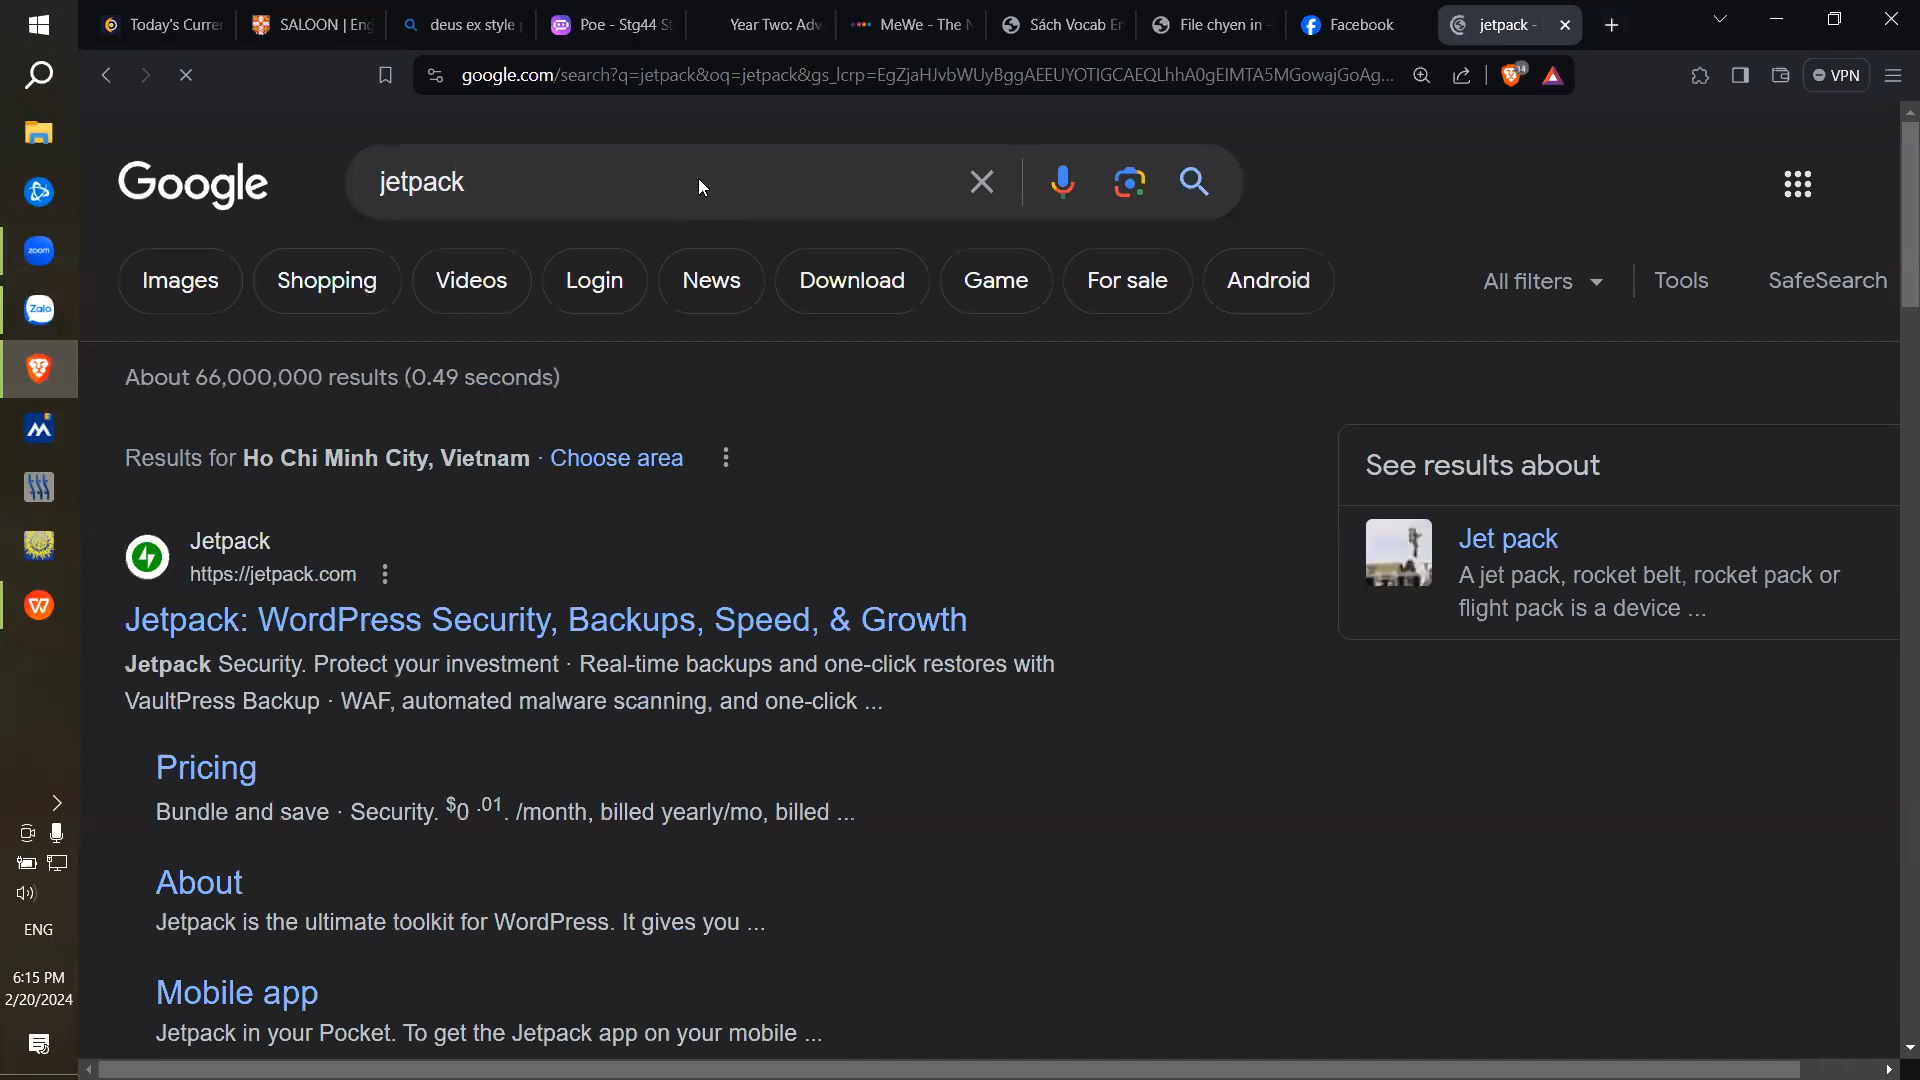 Today's Currer
SALOON | Eng
deus ex style
Poe - Stg44 St
Year Two: Adv
MeWe - The N
Sách Vocab En
File chyen in -
Facebook
jetpack -
google.com/search?q=jetpack&oq=jetpack&gs_lcrp=EgZjaHJvbWUyBggAEEUYOTIGCAEQLhhA0gEIMTA5MGowajGoAg...
14
VPN
Google
jetpack
Images
Shopping
Videos
Login
News
Download
Game
For sale
Android
All filters
Tools
SafeSearch
About 66,000,000 results (0.49 seconds)
Results for Ho Chi Minh City, Vietnam · Choose area
See results about
Jet pack
A jet pack, rocket belt, rocket pack or
flight pack is a device ...
Jetpack
https://jetpack.com
Jetpack: WordPress Security, Backups, Speed, & Growth
Jetpack Security. Protect your investment · Real-time backups and one-click restores with
VaultPress Backup · WAF, automated malware scanning, and one-click ...
Pricing
Bundle and save · Security. $0 .01. /month, billed yearly/mo, billed ...
About
Jetpack is the ultimate toolkit for WordPress. It gives you ...
Mobile app
Jetpack in your Pocket. To get the Jetpack app on your mobile ...
zoom
Zalo
ENG
6:15 PM
2/20/2024